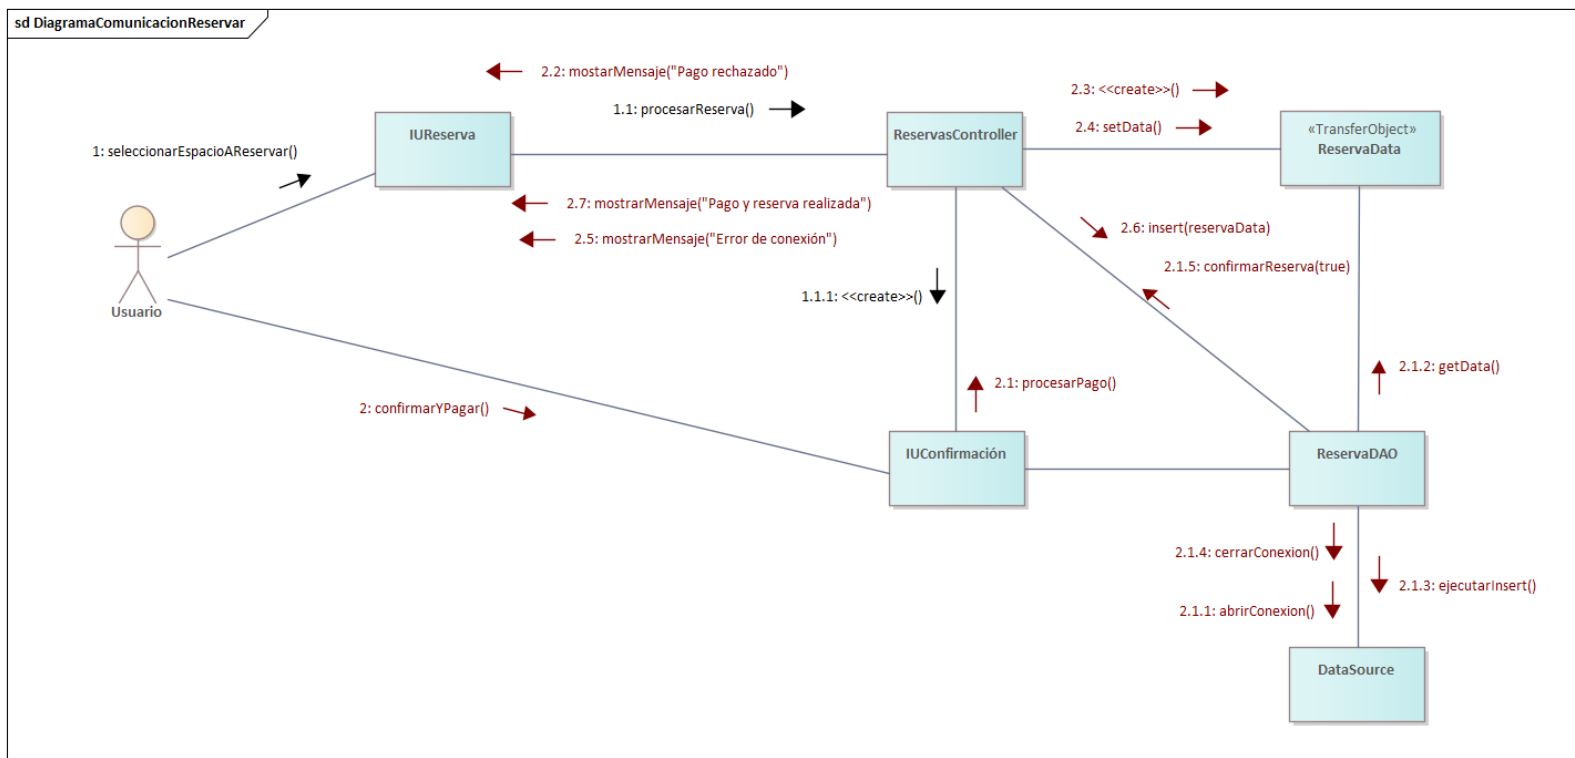 sd DiagramaComunicacionReservar
2.2: mostarMensaje("Pago rechazado")
2.3: <<create>>()
1.1: procesarReserva()
2.4: setData()
IUReserva
ReservasController
«TransferObject»
ReservaData
1: seleccionarEspacioAReservar()
2.7: mostrarMensaje("Pago y reserva realizada")
2.6: insert(reservaData)
2.5: mostrarMensaje("Error de conexión")
2.1.5: confirmarReserva(true)
1.1.1: <<create>>()
Usuario
2.1.2: getData()
2.1: procesarPago()
2: confirmarYPagar()
IUConfirmación
ReservaDAO
2.1.4: cerrarConexion()
2.1.3: ejecutarInsert()
2.1.1: abrirConexion()
DataSource